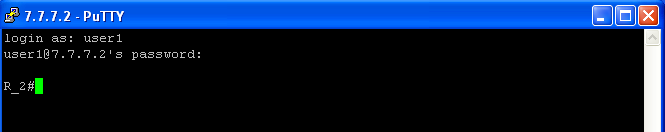 7.7.7.2 - PuTTY
login as: user1
user1@7.7.7.2's password:
R_2#